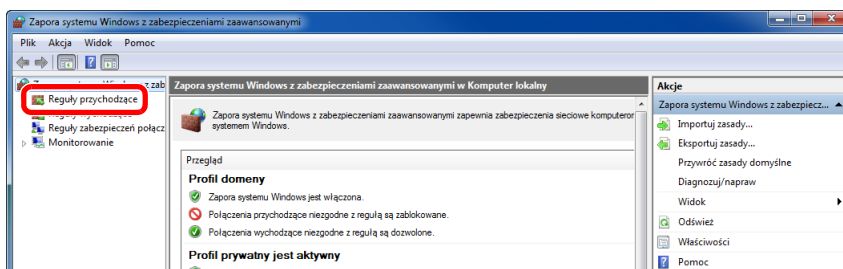 Zapora systemu Windows z zabezpieczeniami zaawansowanymi
Plik Akcja Widok Pomoc
Zapora systemu Windows z zabezpieczeniami zaawansowanymi w Komputer lokalny
Reguły przychodzące
Reguły zabezpieczeń połącz
Monitorowanie
Zapora systemu Windows z zabezpieczeniami zaawansowanymi zapewnia zabezpieczenia sieciowe komputerom
systemem Windows.
Przegląd
Profil domeny
Zapora systemu Windows jest włączona.
Połączenia przychodzące niezgodne z regułą są zablokowane.
Połączenia wychodzące niezgodne z regułą są dozwolone.
Profil prywatny jest aktywny
Akcje
Zapora systemu Windows z zabezpiecz...
Importuj zasady...
Eksportuj zasady...
Przywróć zasady domyślne
Diagnozuj/napraw
Widok
Odśwież
Właściwości
Pomoc